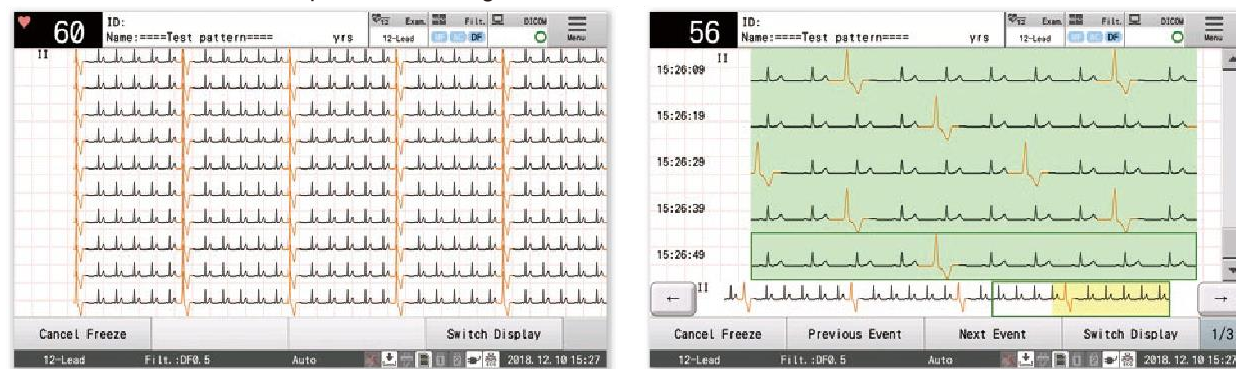 60
ID:
Name:====Test pattern==== yrs
Exam.
12-Lead
Filt.
DF
DICOM
Menu
II
Cancel Freeze
Switch Display
12-Lead Filt.:DF0.5 Auto 2018.12.10 15:27
56
ID:
Name:====Test pattern==== yrs
Exam.
12-Lead
Filt.
DF
DICOM
Menu
II
15:26:09
15:26:19
15:26:29
15:26:39
15:26:49
←
II
→
Cancel Freeze
Previous Event
Next Event
Switch Display
1/3
12-Lead Filt.:DF0.5 Auto 2018.12.10 15:27